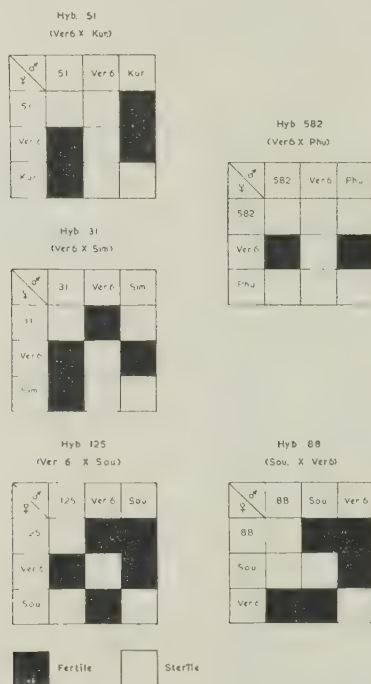 Hyb. 51
(Ver6 X Kur)
♀ ♂ 51 Ver6 Kur
51
Ver6
Kur
Hyb 582
(Ver6 X Phu)
♀ ♂ 582 Ver6 Phu
582
Ver6
Phu
Hyb 31
(Ver6 X Sim)
♀ ♂ 31 Ver6 Sim
31
Ver6
Sim
Hyb 125
(Ver 6 X Sou)
♀ ♂ 125 Ver6 Sou
25
Ver6
Sou
Hyb 88
(Sou. X Ver6)
♀ ♂ 88 Sou Ver6
88
Sou
Ver6
Fertile Sterile